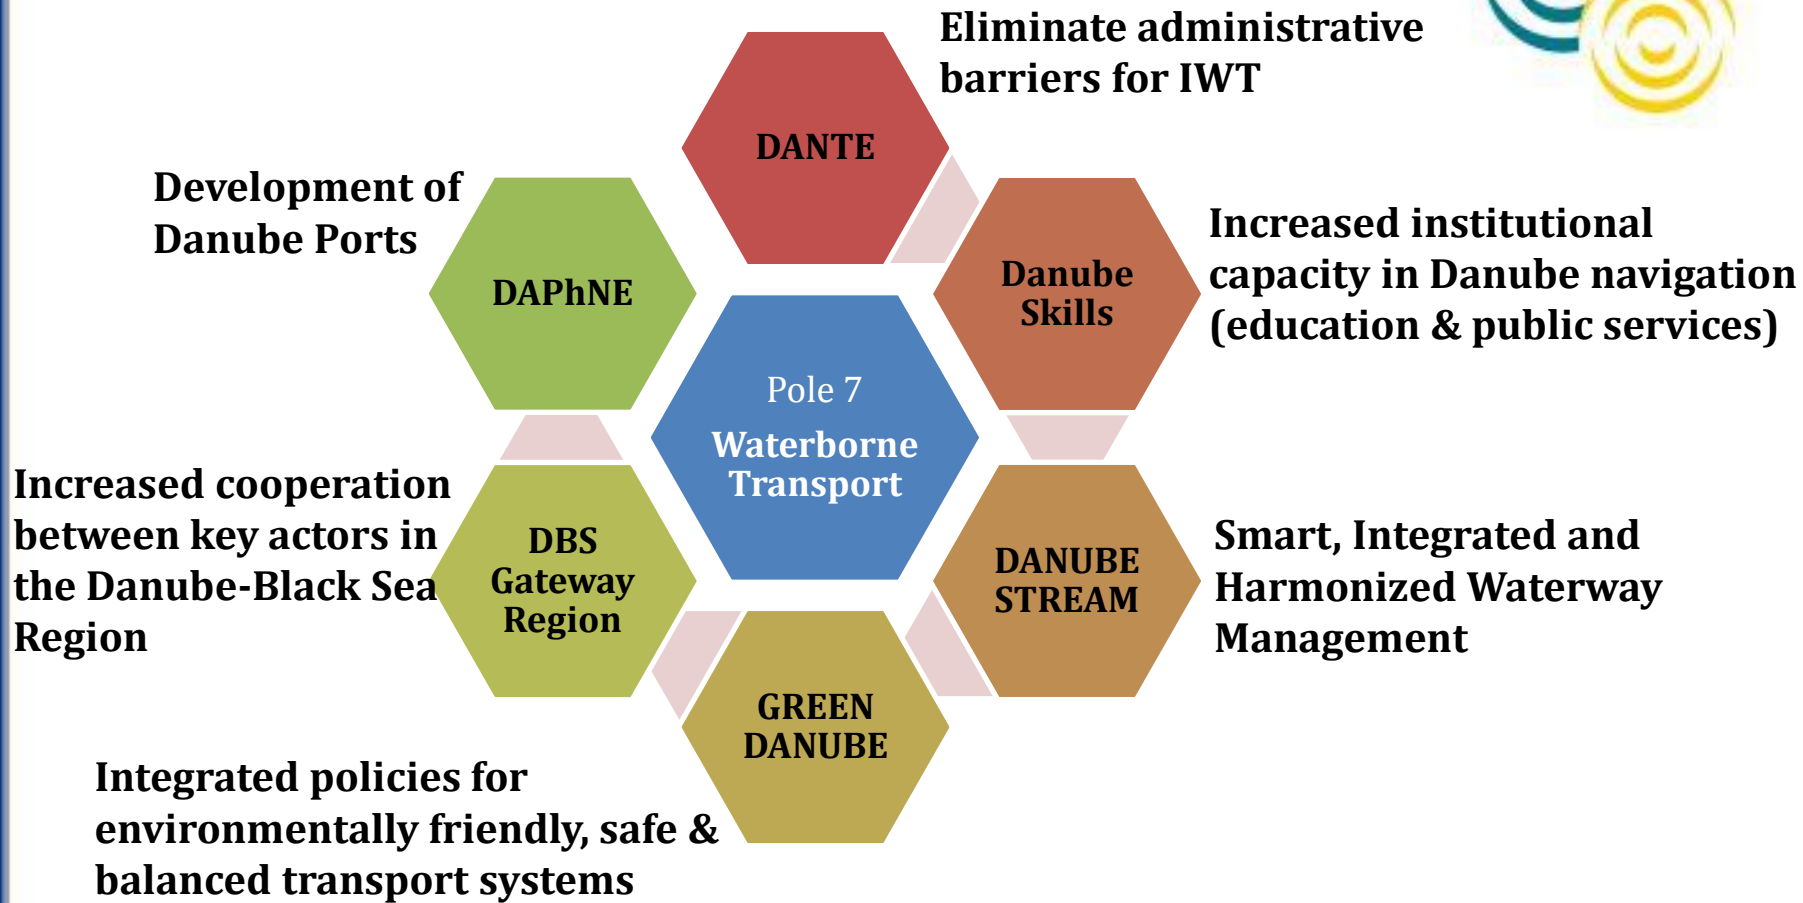 Eliminate administrative
barriers for IWT
DANTE
Development of
Danube Ports
DAPhNE
Danube
Skills
Increased institutional
capacity in Danube navigation
(education & public services)
Pole 7
Waterborne
Transport
Increased cooperation
between key actors in
the Danube-Black Sea
Region
DBS
Gateway
Region
DANUBE
STREAM
Smart, Integrated and
Harmonized Waterway
Management
GREEN
DANUBE
Integrated policies for
environmentally friendly, safe &
balanced transport systems